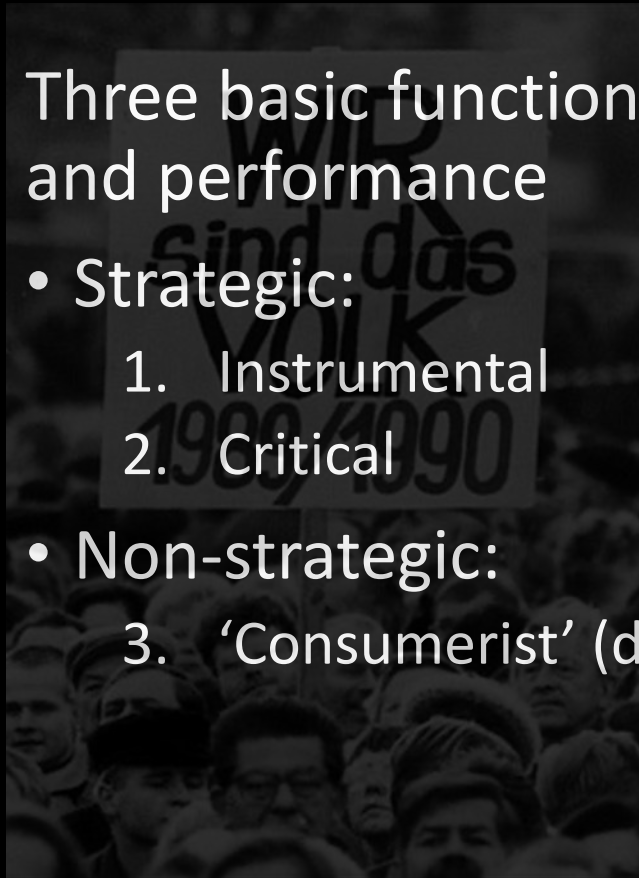 Three basic function
and performance
• Strategic:
1. Instrumental
2. Critical
• Non-strategic:
3. ‘Consumerist’ (d
WIR
sind das
VOLK
1989/1990